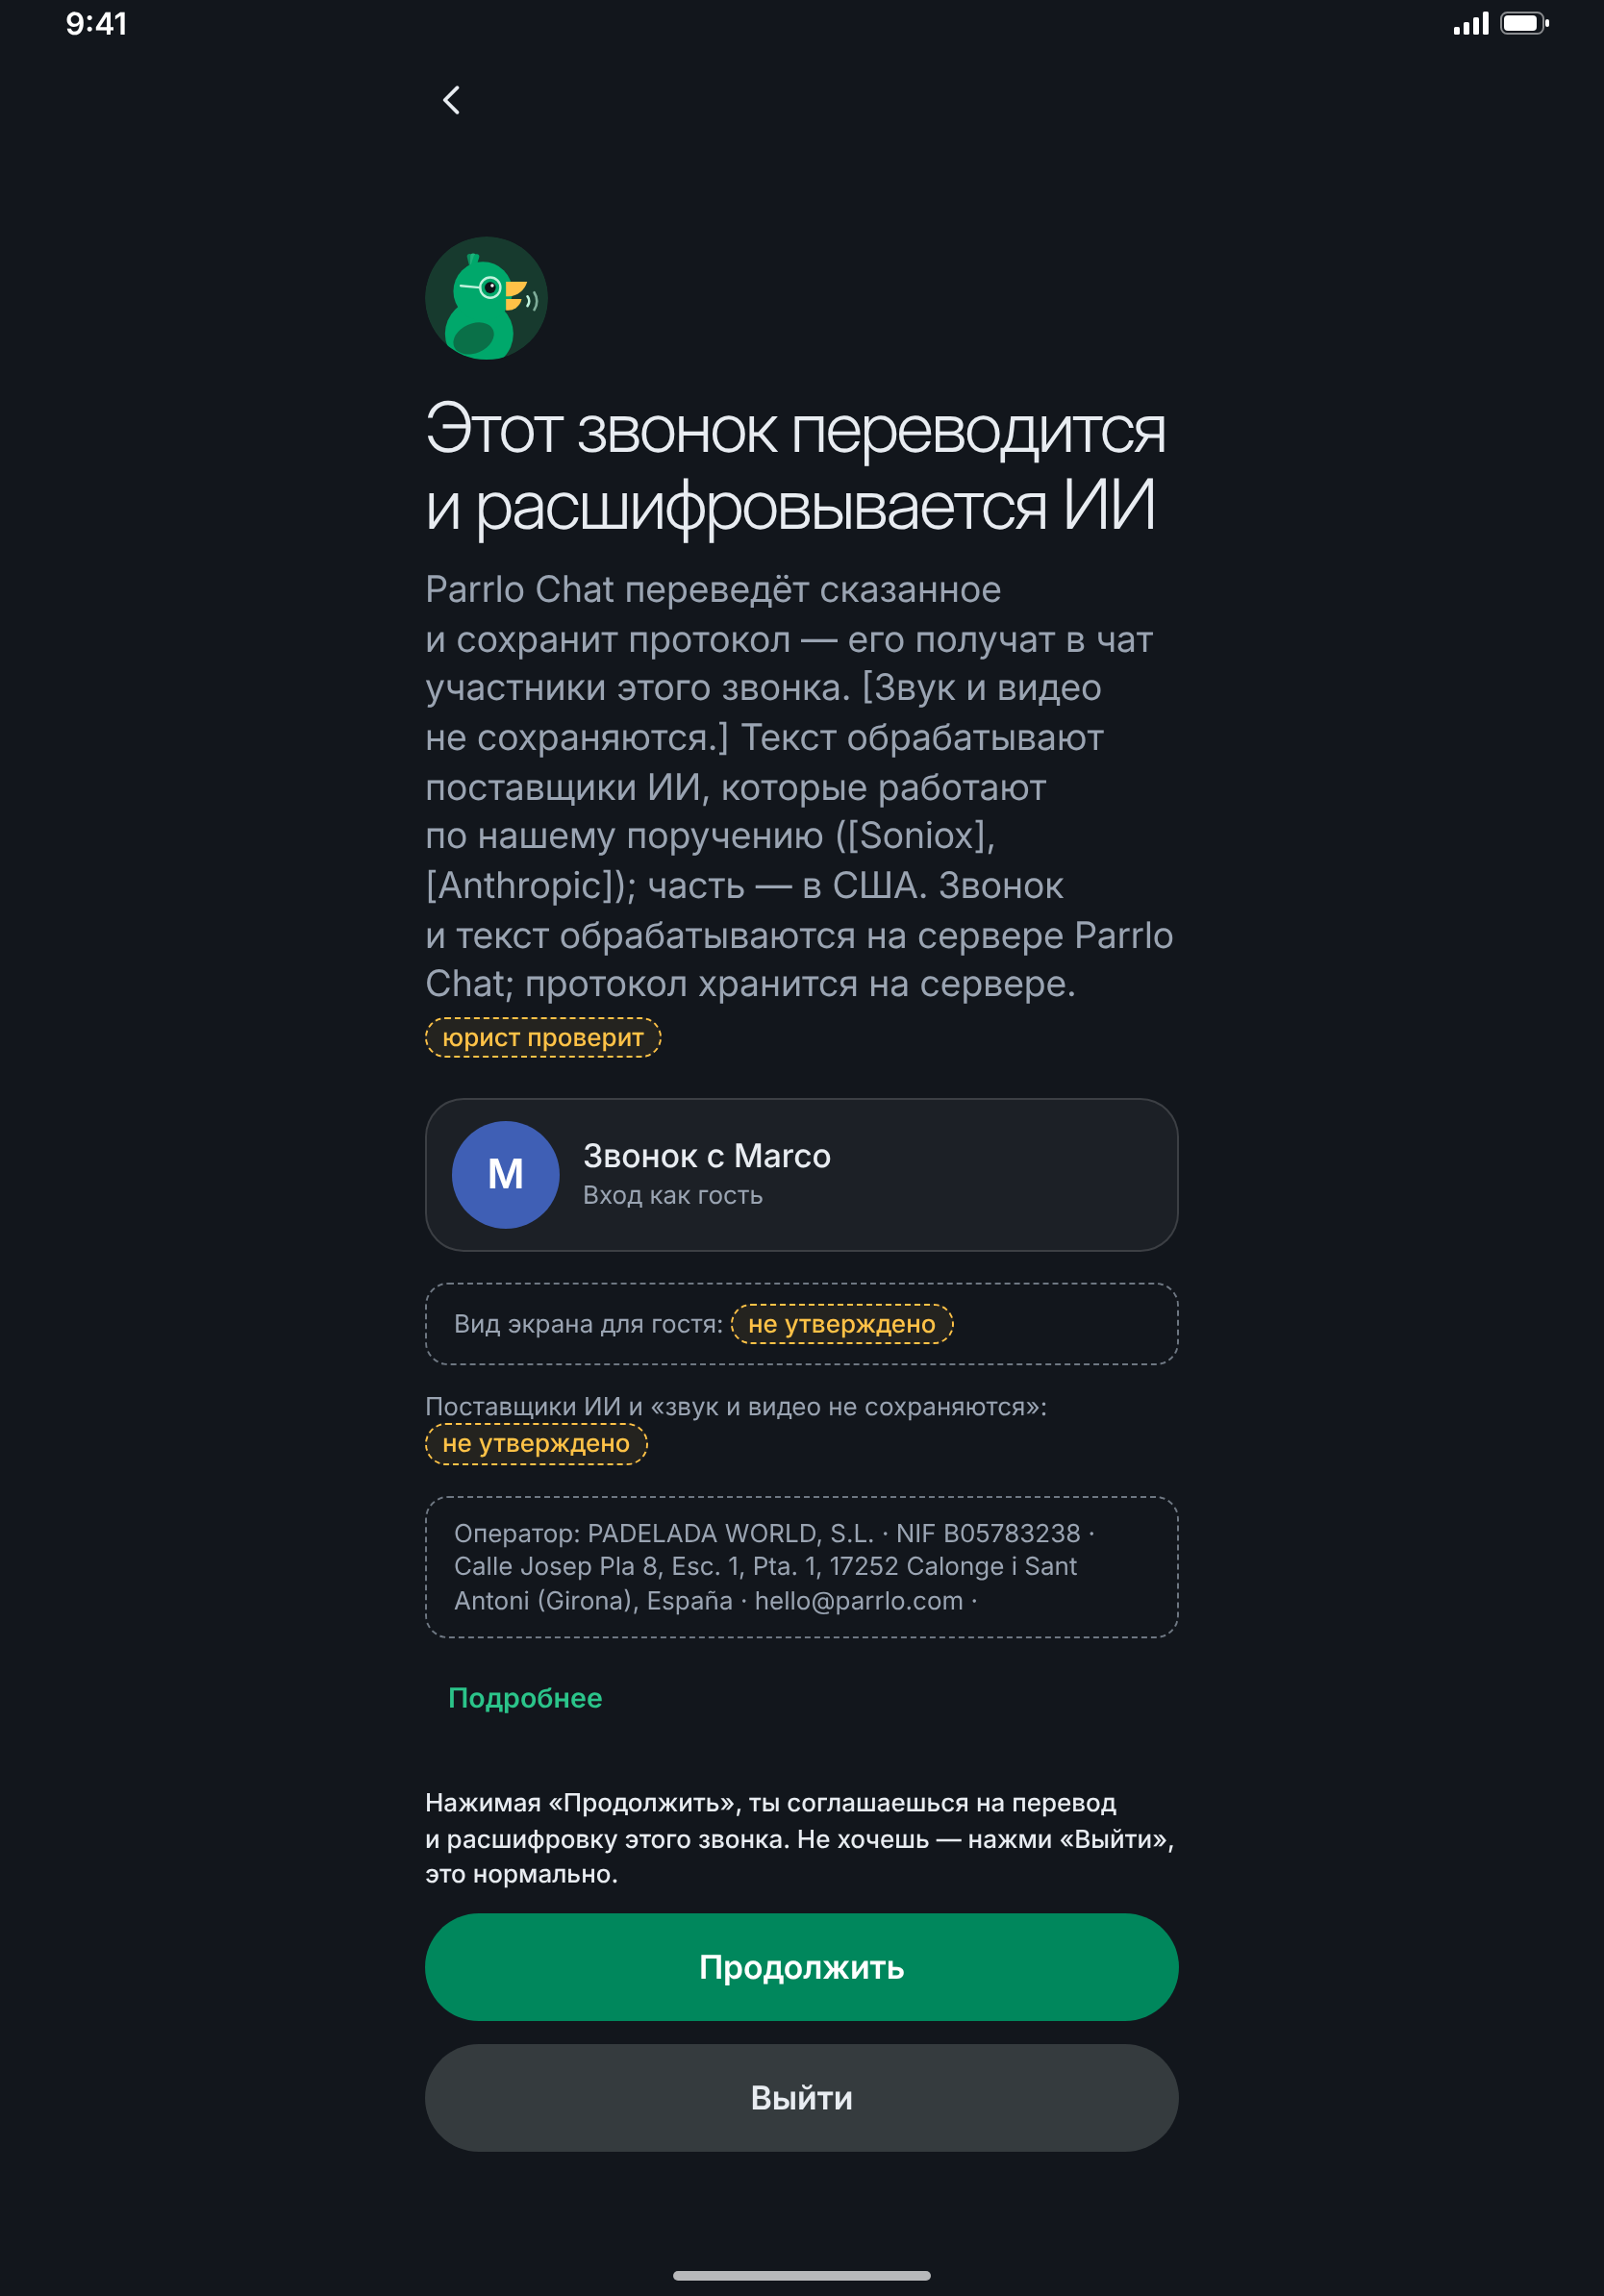 9:41
Этот звонок переводится
и расшифровывается ИИ
Parrlo Chat переведёт сказанное
и сохранит протокол — его получат в чат
участники этого звонка. [Звук и видео
не сохраняются.] Текст обрабатывают
поставщики ИИ, которые работают
по нашему поручению ([Soniox],
[Anthropic]); часть — в США. Звонок
и текст обрабатываются на сервере Parrlo
Chat; протокол хранится на сервере.
юрист проверит
M
Звонок с Marco
Вход как гость
Вид экрана для гостя: не утверждено
Поставщики ИИ и «звук и видео не сохраняются»:
не утверждено
Оператор: PADELADA WORLD, S.L. · NIF B05783238 ·
Calle Josep Pla 8, Esc. 1, Pta. 1, 17252 Calonge i Sant
Antoni (Girona), España · hello@parrlo.com ·
Подробнее
Нажимая «Продолжить», ты соглашаешься на перевод
и расшифровку этого звонка. Не хочешь — нажми «Выйти»,
это нормально.
Продолжить
Выйти